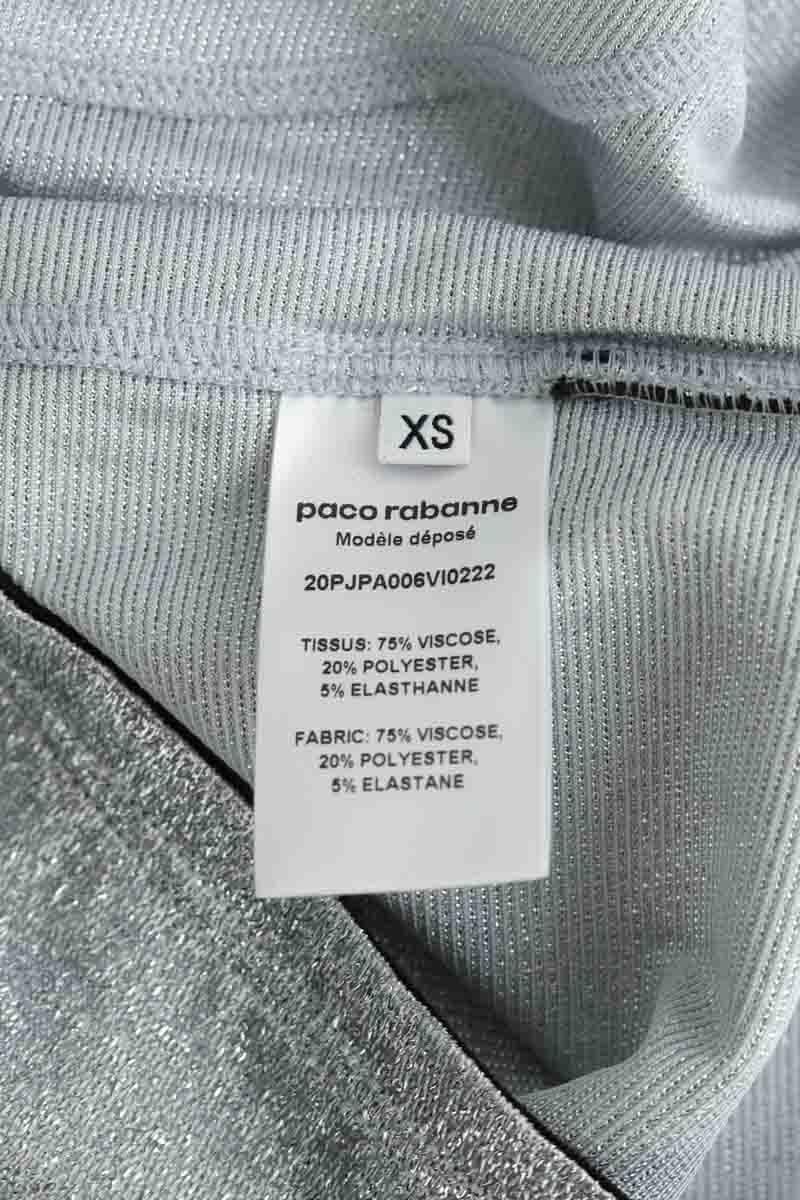 XS
paco rabanne
Modèle déposé
20PJPA006VI0222
TISSUS: 75% VISCOSE,
20% POLYESTER,
5% ELASTHANNE
FABRIC: 75% VISCOSE,
20% POLYESTER,
5% ELASTANE